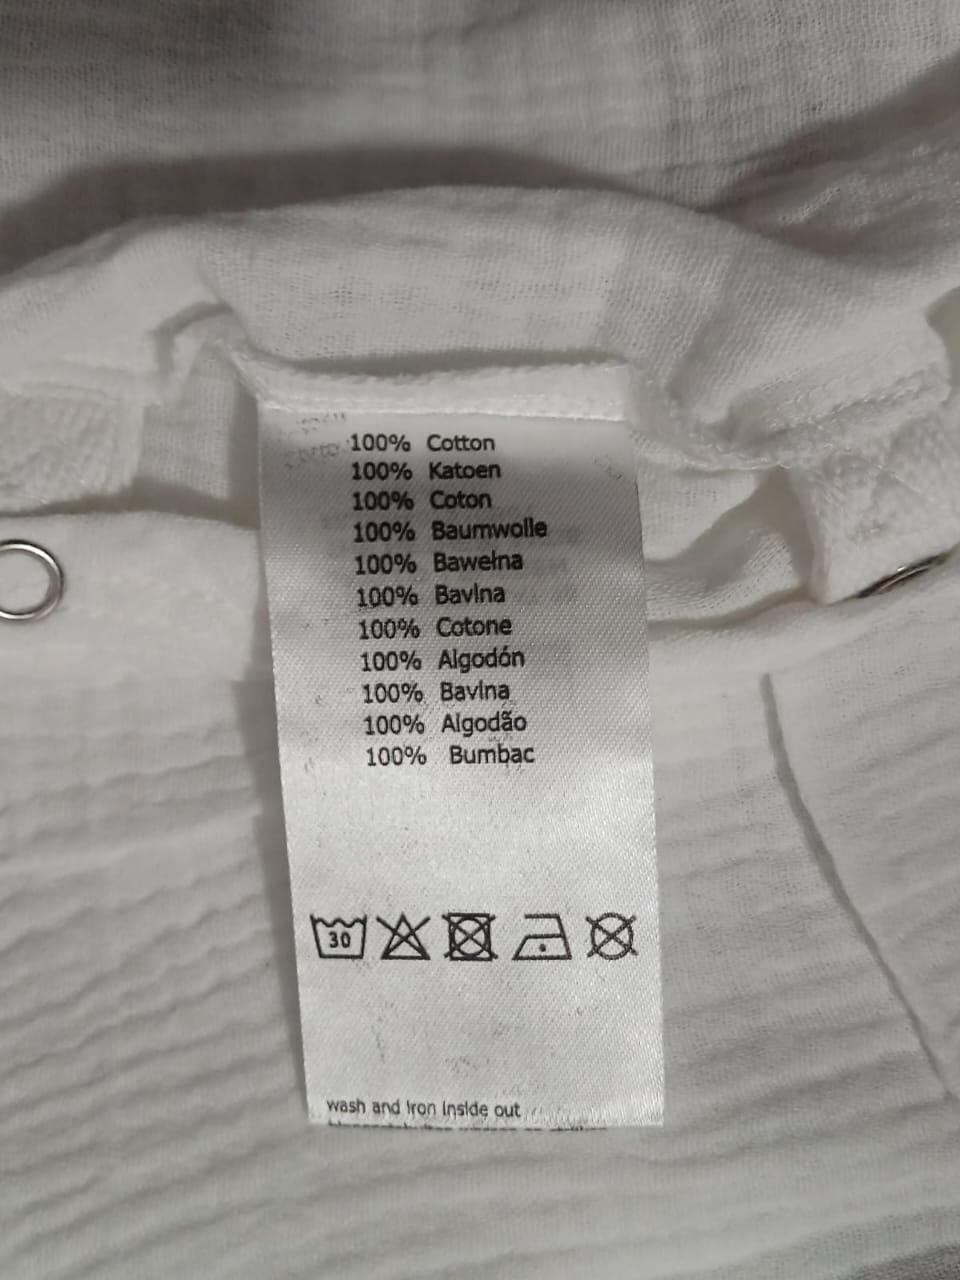 100% Cotton
100% Katoen
100% Coton
100% Baumwolle
100% Bawełna
100% Bavlna
100% Cotone
100% Algodón
100% Bavlna
100% Algodão
100% Bumbac
30
wash and iron inside out